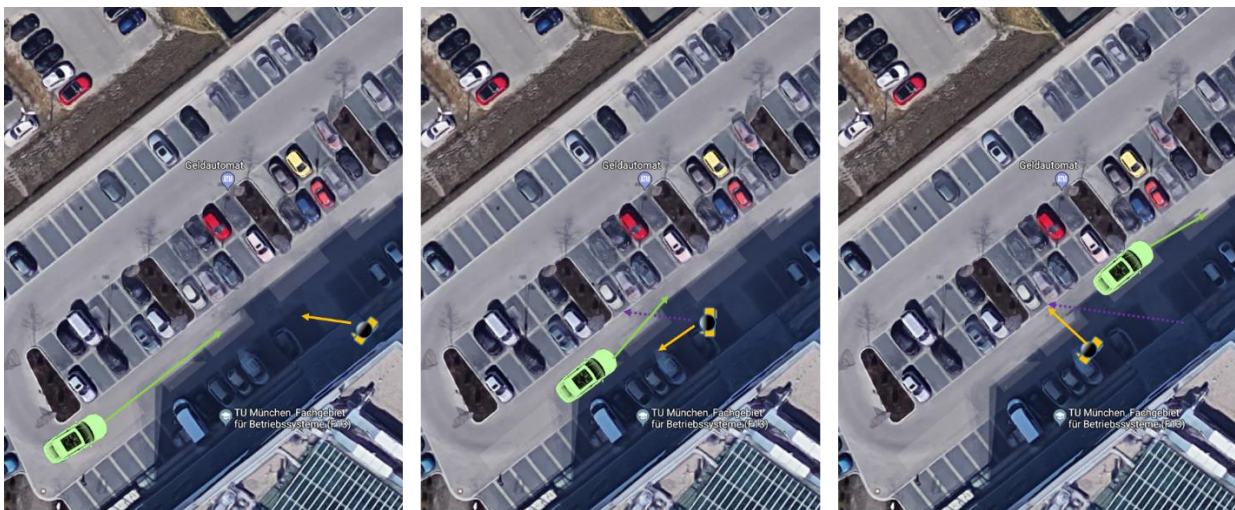 Geldautomat
TU München, Fachgebiet
für Betriebssysteme (F13)
Geldautomat
TU München, Fachgebiet
für Betriebssysteme (F13)
Geldautomat
TU München, Fachgebiet
für Betriebssysteme (F13)